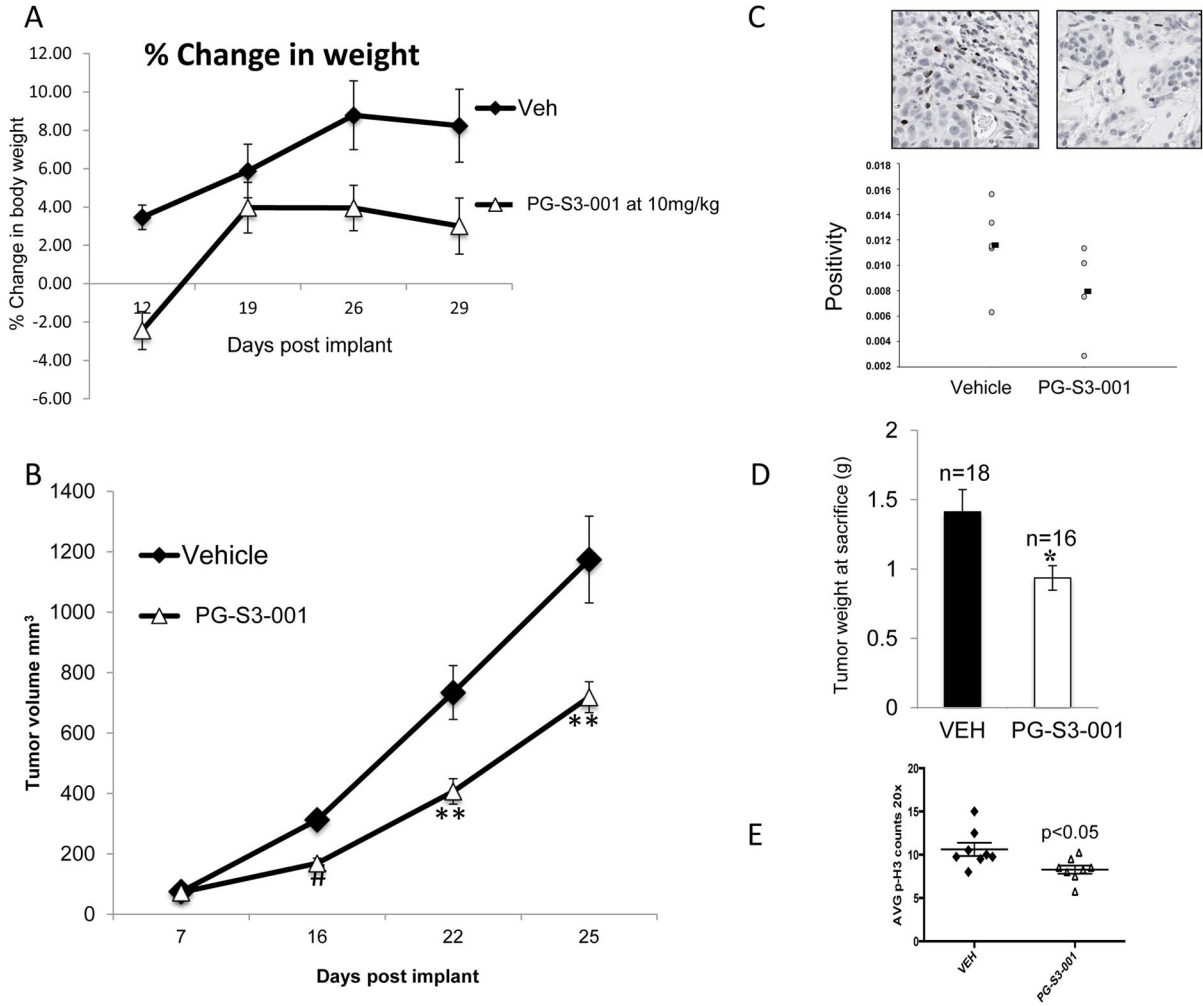 A
% Change in weight
12.00
10.00
8.00
6.00
4.00
2.00
0.00
-2.00
-4.00
-6.00
% Change in body weight
Veh
PG-S3-001 at 10mg/kg
12 19 26 29
Days post implant
B
1400
1200
1000
800
600
400
200
0
Tumor volume mm³
Vehicle
PG-S3-001
#
**
**
7 16 22 25
Days post implant
C
0.018
0.016
0.014
0.012
0.010
0.008
0.006
0.004
0.002
Positivity
Vehicle PG-S3-001
D
2
1.5
1
0.5
0
Tumor weight at sacrifice (g)
n=18
n=16
*
VEH PG-S3-001
E
20
15
10
5
0
AVG p-H3 counts 20x
p<0.05
VEH
PG-S3-001